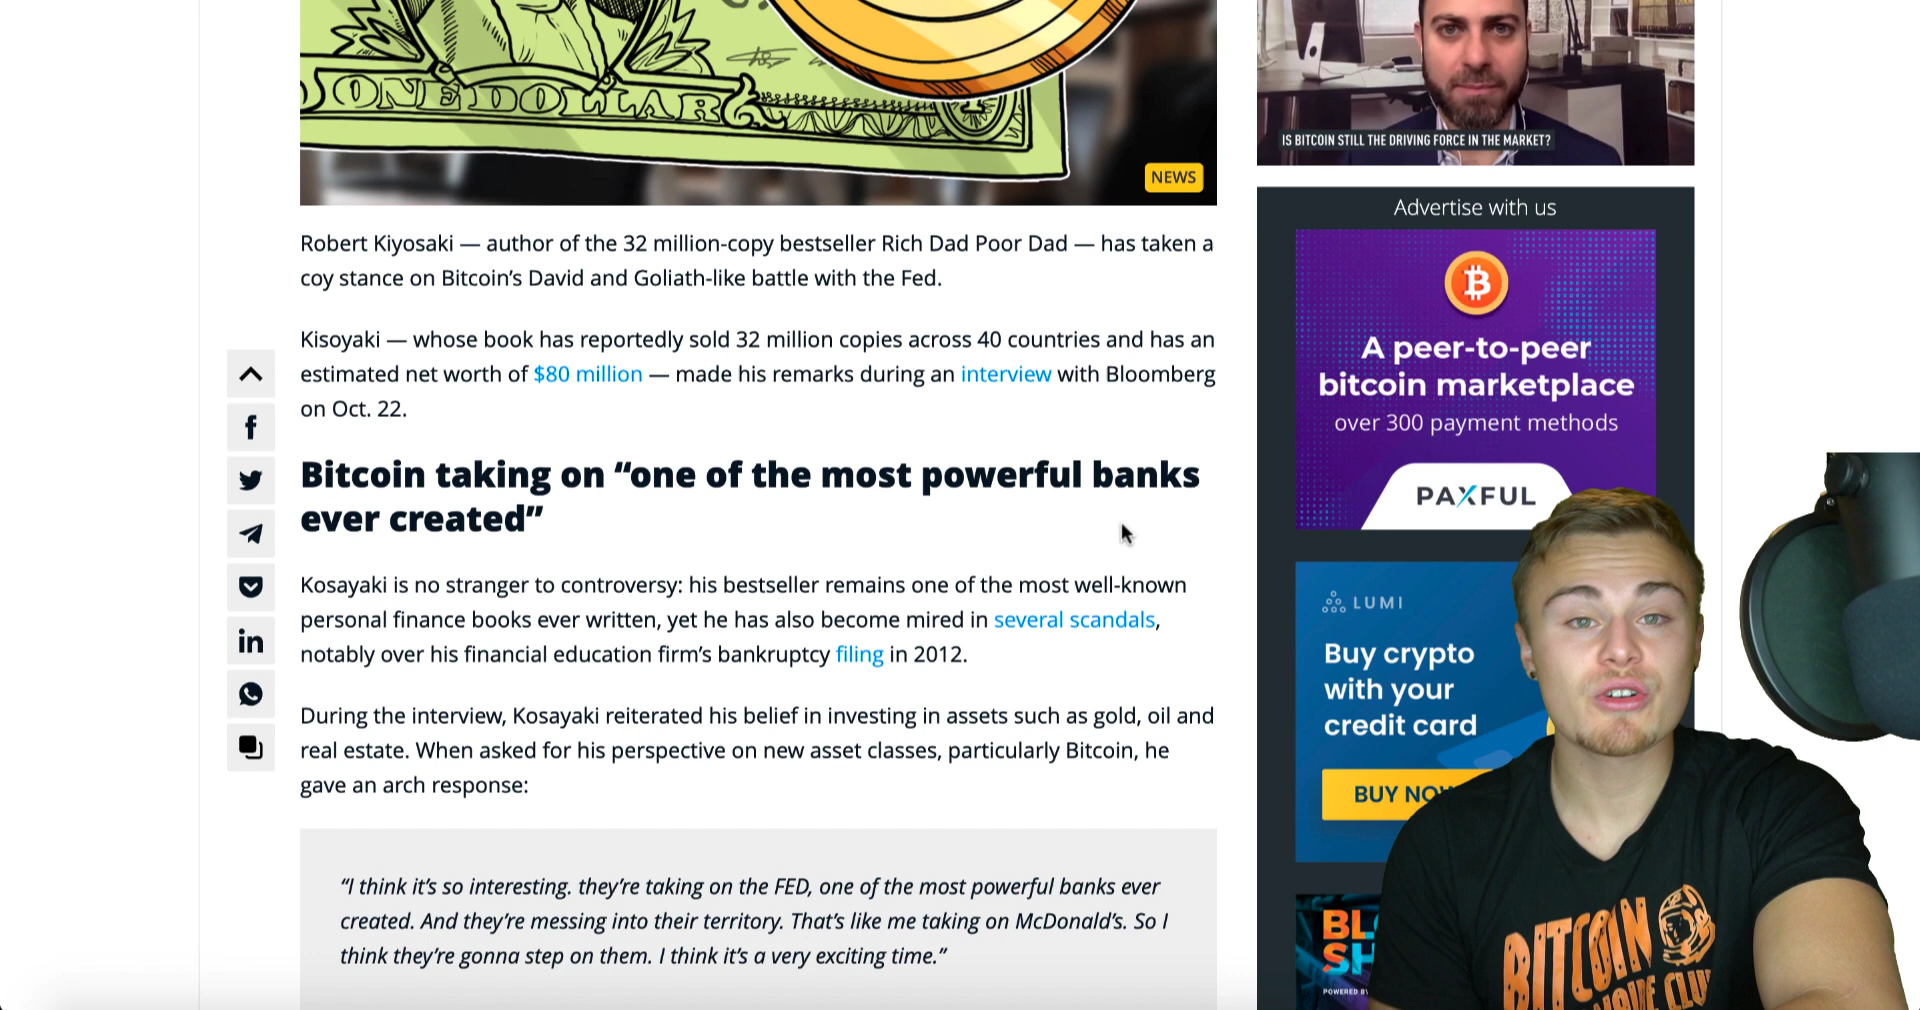 ONE DOLLAR
NEWS
Robert Kiyosaki — author of the 32 million-copy bestseller Rich Dad Poor Dad — has taken a
coy stance on Bitcoin’s David and Goliath-like battle with the Fed.
Kisoyaki — whose book has reportedly sold 32 million copies across 40 countries and has an
estimated net worth of $80 million — made his remarks during an interview with Bloomberg
on Oct. 22.
Bitcoin taking on “one of the most powerful banks
ever created”
Kosayaki is no stranger to controversy: his bestseller remains one of the most well-known
personal finance books ever written, yet he has also become mired in several scandals,
notably over his financial education firm’s bankruptcy filing in 2012.
During the interview, Kosayaki reiterated his belief in investing in assets such as gold, oil and
real estate. When asked for his perspective on new asset classes, particularly Bitcoin, he
gave an arch response:
“I think it’s so interesting. they’re taking on the FED, one of the most powerful banks ever
created. And they’re messing into their territory. That’s like me taking on McDonald’s. So I
think they’re gonna step on them. I think it’s a very exciting time.”
IS BITCOIN STILL THE DRIVING FORCE IN THE MARKET?
Advertise with us
A peer-to-peer
bitcoin marketplace
over 300 payment methods
PAXFUL
LUMI
Buy crypto
with your
credit card
BUY NOW
BL
SH
POWERED BY
BITCOIN